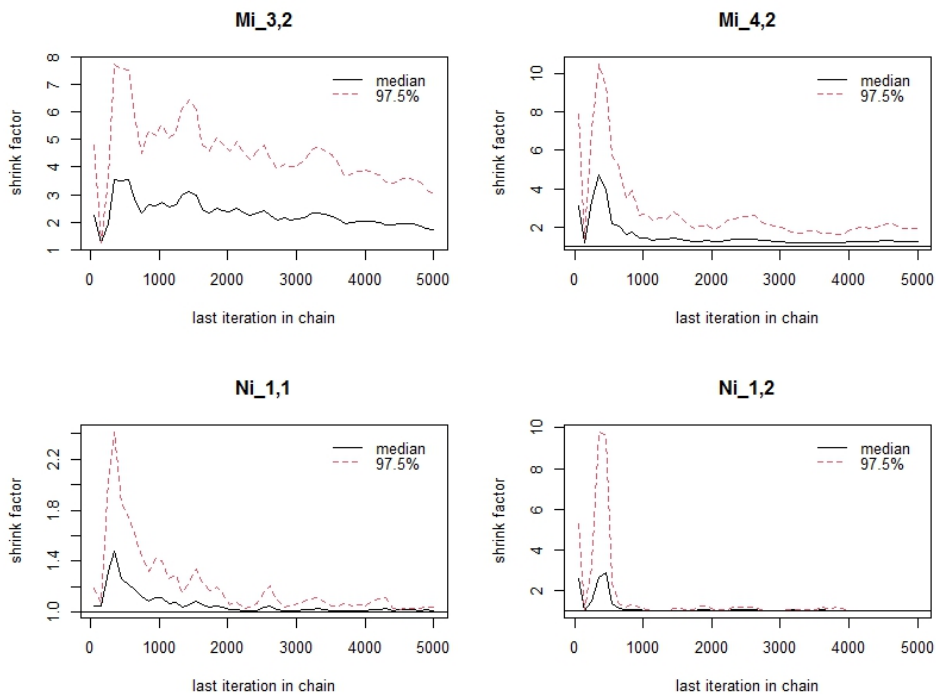 Mi_3,2
shrink factor
1 2 3 4 5 6 7 8
median
97.5%
0 1000 2000 3000 4000 5000
last iteration in chain
Mi_4,2
shrink factor
2 4 6 8 10
median
97.5%
0 1000 2000 3000 4000 5000
last iteration in chain
Ni_1,1
shrink factor
1.0 1.4 1.8 2.2
median
97.5%
0 1000 2000 3000 4000 5000
last iteration in chain
Ni_1,2
shrink factor
2 4 6 8 10
median
97.5%
0 1000 2000 3000 4000 5000
last iteration in chain